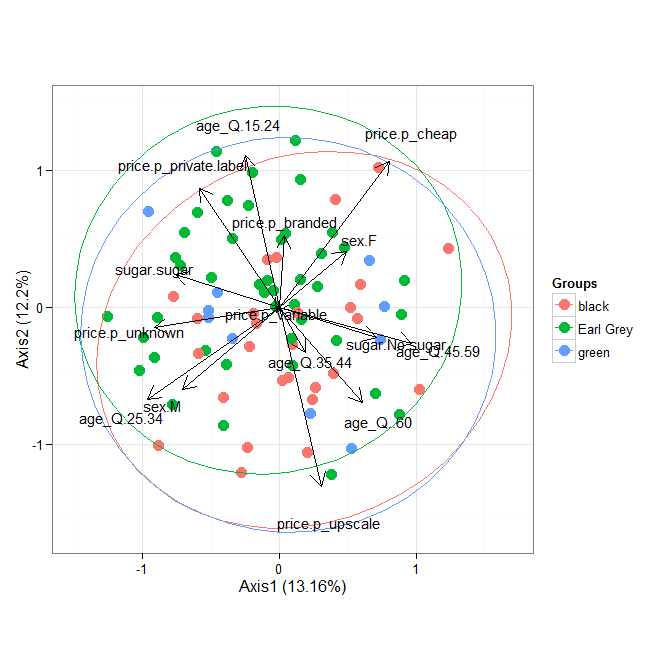 age_Q.15.24
price.p_cheap
price.p_private.label
price.p_branded
sex.F
sugar.sugar
price.p_variable
price.p_unknown
sugar.No.sugar
age_Q.45.59
age_Q.35.44
sex.M
age_Q.25.34
age_Q..60
price.p_upscale
1
0
-1
-1
0
1
Axis2 (12.2%)
Axis1 (13.16%)
Groups
black
Earl Grey
green